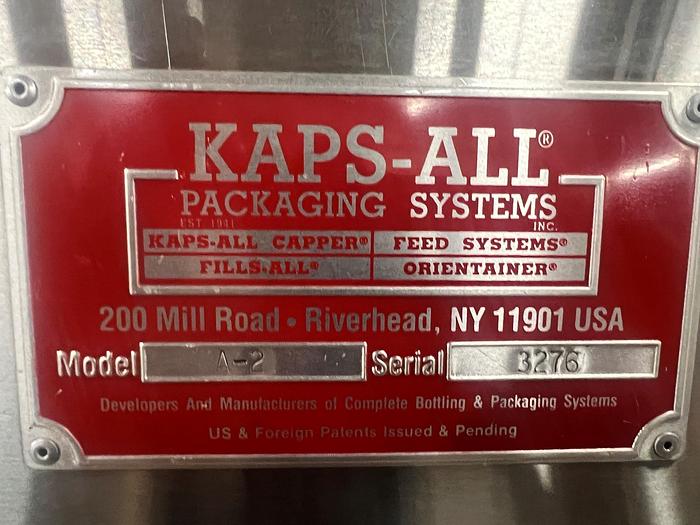 KAPS-ALL®
PACKAGING SYSTEMS
EST 1941 INC.
KAPS-ALL CAPPER® FEED SYSTEMS®
FILLS-ALL® ORIENTAINER®
200 Mill Road • Riverhead, NY 11901 USA
Model A-2 Serial 3276
Developers And Manufacturers of Complete Bottling & Packaging Systems
US & Foreign Patents Issued & Pending